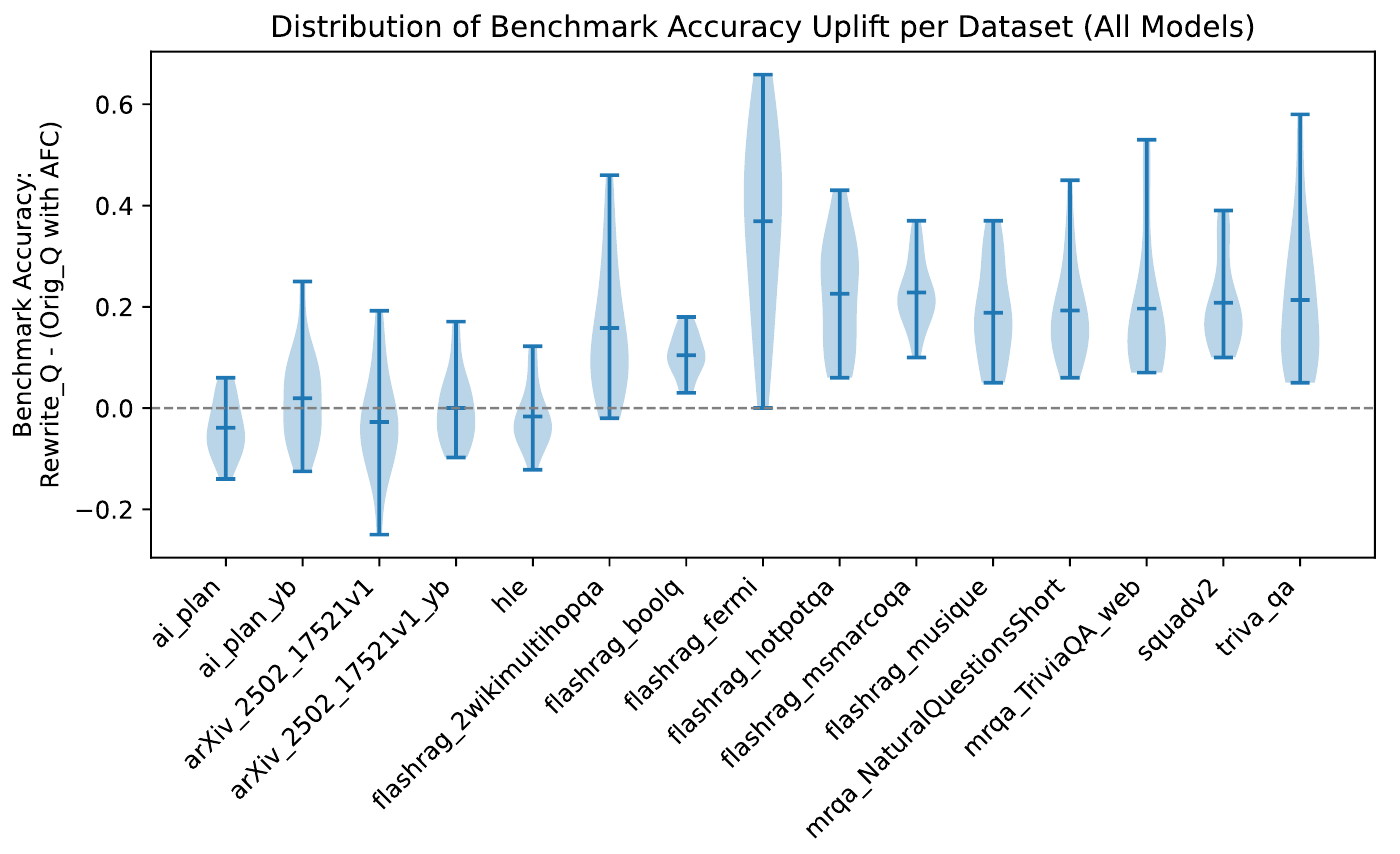 Distribution of Benchmark Accuracy Uplift per Dataset (All Models)
Benchmark Accuracy:
Rewrite_Q - (Orig_Q with AFC)
0.6
0.4
0.2
0.0
−0.2
ai_plan
ai_plan_yb
arXiv_2502_17521v1
arXiv_2502_17521v1_yb
hle
flashrag_2wikimultihopqa
flashrag_boolq
flashrag_fermi
flashrag_hotpotqa
flashrag_msmarcoqa
flashrag_musique
mrqa_NaturalQuestionsShort
mrqa_TriviaQA_web
squadv2
triva_qa